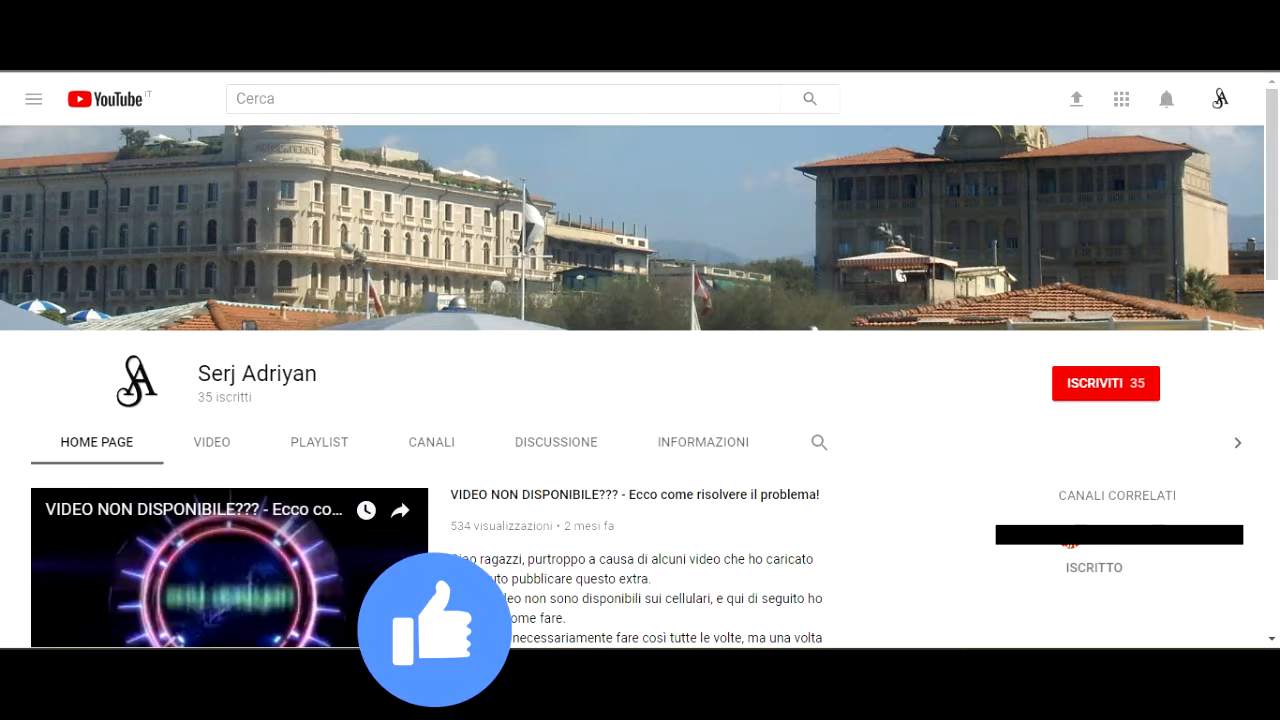 YouTube IT
Cerca
Serj Adriyan
35 iscritti
ISCRIVITI 35
HOME PAGE
VIDEO
PLAYLIST
CANALI
DISCUSSIONE
INFORMAZIONI
VIDEO NON DISPONIBILE??? - Ecco co...
VIDEO NON DISPONIBILE??? - Ecco come risolvere il problema!
534 visualizzazioni • 2 mesi fa
ragazzi, purtroppo a causa di alcuni video che ho caricato
pubblicare questo extra.
non sono disponibili sui cellulari, e qui di seguito ho
come fare.
necessariamente fare così tutte le volte, ma una volta
CANALI CORRELATI
ISCRITTO